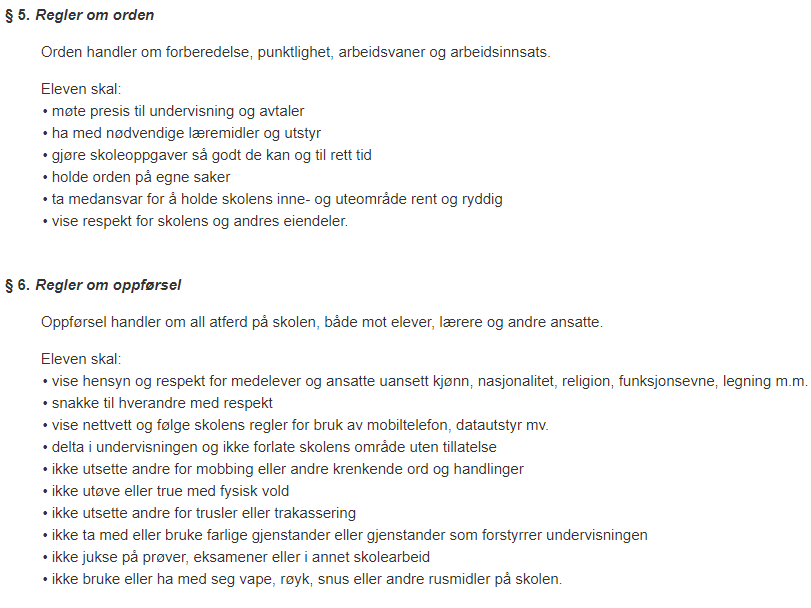 § 5. Regler om orden
Orden handler om forberedelse, punktlighet, arbeidsvaner og arbeidsinnsats.
Eleven skal:
• møte presis til undervisning og avtaler
• ha med nødvendige læremidler og utstyr
• gjøre skoleoppgaver så godt de kan og til rett tid
• holde orden på egne saker
• ta medansvar for å holde skolens inne- og uteområde rent og ryddig
• vise respekt for skolens og andres eiendeler.
§ 6. Regler om oppførsel
Oppførsel handler om all atferd på skolen, både mot elever, lærere og andre ansatte.
Eleven skal:
• vise hensyn og respekt for medelever og ansatte uansett kjønn, nasjonalitet, religion, funksjonsevne, legning m.m.
• snakke til hverandre med respekt
• vise nettvett og følge skolens regler for bruk av mobiltelefon, datautstyr mv.
• delta i undervisningen og ikke forlate skolens område uten tillatelse
• ikke utsette andre for mobbing eller andre krenkende ord og handlinger
• ikke utøve eller true med fysisk vold
• ikke utsette andre for trusler eller trakassering
• ikke ta med eller bruke farlige gjenstander eller gjenstander som forstyrrer undervisningen
• ikke jukse på prøver, eksamener eller i annet skolearbeid
• ikke bruke eller ha med seg vape, røyk, snus eller andre rusmidler på skolen.